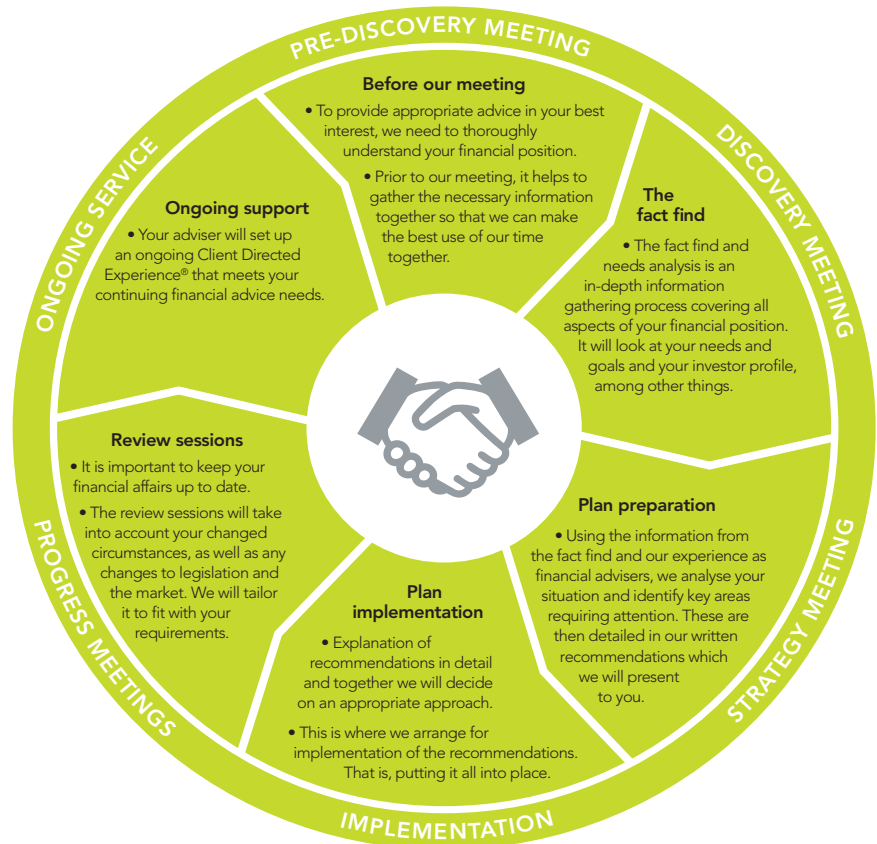 PRE-DISCOVERY MEETING
Before our meeting
• To provide appropriate advice in your best
interest, we need to thoroughly
understand your financial position.
• Prior to our meeting, it helps to
gather the necessary information
together so that we can make
the best use of our time
together.
DISCOVERY MEETING
The
fact find
• The fact find and
needs analysis is an
in-depth information
gathering process covering all
aspects of your financial position.
It will look at your needs and
goals and your investor profile,
among other things.
STRATEGY MEETING
Plan preparation
• Using the information from
the fact find and our experience as
financial advisers, we analyse your
situation and identify key areas
requiring attention. These are
then detailed in our written
recommendations which
we will present
to you.
IMPLEMENTATION
Plan
implementation
• Explanation of
recommendations in detail
and together we will decide
on an appropriate approach.
• This is where we arrange for
implementation of the recommendations.
That is, putting it all into place.
PROGRESS MEETINGS
Review sessions
• It is important to keep your
financial affairs up to date.
• The review sessions will take
into account your changed
circumstances, as well as any
changes to legislation and
the market. We will tailor
it to fit with your
requirements.
ONGOING SERVICE
Ongoing support
• Your adviser will set up
an ongoing Client Directed
Experience® that meets your
continuing financial advice needs.